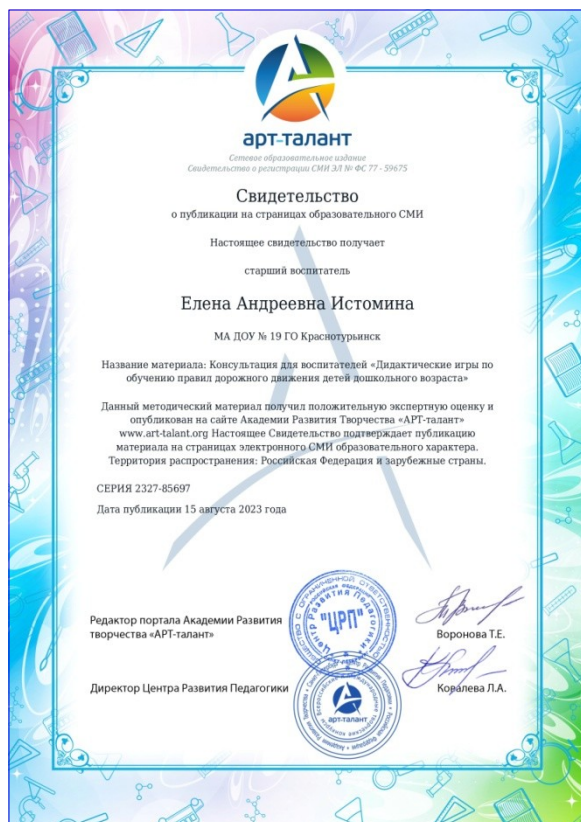 арт-талант
Сетевое образовательное издание
Свидетельство о регистрации СМИ ЭЛ № ФС 77 - 59675
Свидетельство
о публикации на страницах образовательного СМИ
Настоящее свидетельство получает
старший воспитатель
Елена Андреевна Истомина
МА ДОУ № 19 ГО Краснотурьинск
Название материала: Консультация для воспитателей «Дидактические игры по
обучению правил дорожного движения детей дошкольного возраста»
Данный методический материал получил положительную экспертную оценку и
опубликован на сайте Академии Развития Творчества «АРТ-талант»
www.art-talant.org Настоящее Свидетельство подтверждает публикацию
материала на страницах электронного СМИ образовательного характера.
Территория распространения: Российская Федерация и зарубежные страны.
СЕРИЯ 2327-85697
Дата публикации 15 августа 2023 года
Редактор портала Академии Развития
творчества «АРТ-талант»
Воронова Т.Е.
"ЦРП"
Центр Развития Педагогики
Директор Центра Развития Педагогики
Ковалева Л.А.
арт-талант